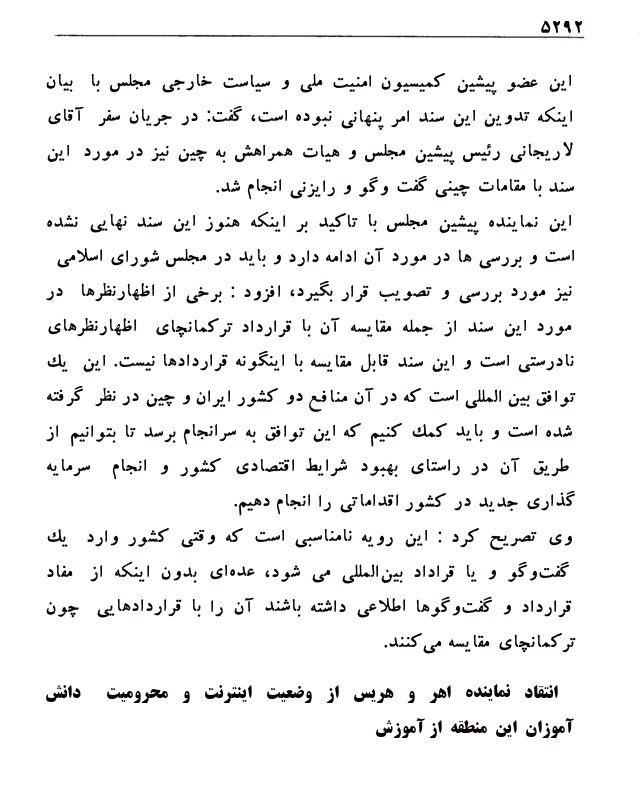 ۵۲۹۲
این عضو پیشین کمیسیون امنیت ملی و سیاست خارجی مجلس با بیان
اینکه تدوین این سند امر پنهانی نبوده است، گفت: در جریان سفر آقای
لاریجانی رئیس پیشین مجلس و هیات همراهش به چین نیز در مورد این
سند با مقامات چینی گفت وگو و رایزنی انجام شد.
این نماینده پیشین مجلس با تاکید بر اینکه هنوز این سند نهایی نشده
است و بررسی ها در مورد آن ادامه دارد و باید در مجلس شورای اسلامی
نیز مورد بررسی و تصویب قرار بگیرد، افزود : برخی از اظهارنظرها در
مورد این سند از جمله مقایسه آن با قرارداد ترکمانچای اظهارنظرهای
نادرستی است و این سند قابل مقایسه با اینگونه قراردادها نیست. این یك
توافق بین المللی است که در آن منافع دو کشور ایران و چین در نظر گرفته
شده است و باید کمك کنیم که این توافق به سرانجام برسد تا بتوانیم از
طریق آن در راستای بهبود شرایط اقتصادی کشور و انجام سرمایه
گذاری جدید در کشور اقداماتی را انجام دهیم.
وی تصریح کرد : این رویه نامناسبی است که وقتی کشور وارد یك
گفت‌وگو و یا قراداد بین‌المللی می شود، عده‌ای بدون اینکه از مفاد
قرارداد و گفت‌وگوها اطلاعی داشته باشند آن را با قراردادهایی چون
ترکمانچای مقایسه می‌کنند.
انتقاد نماینده اهر و هریس از وضعیت اینترنت و محرومیت دانش
آموزان این منطقه از آموزش